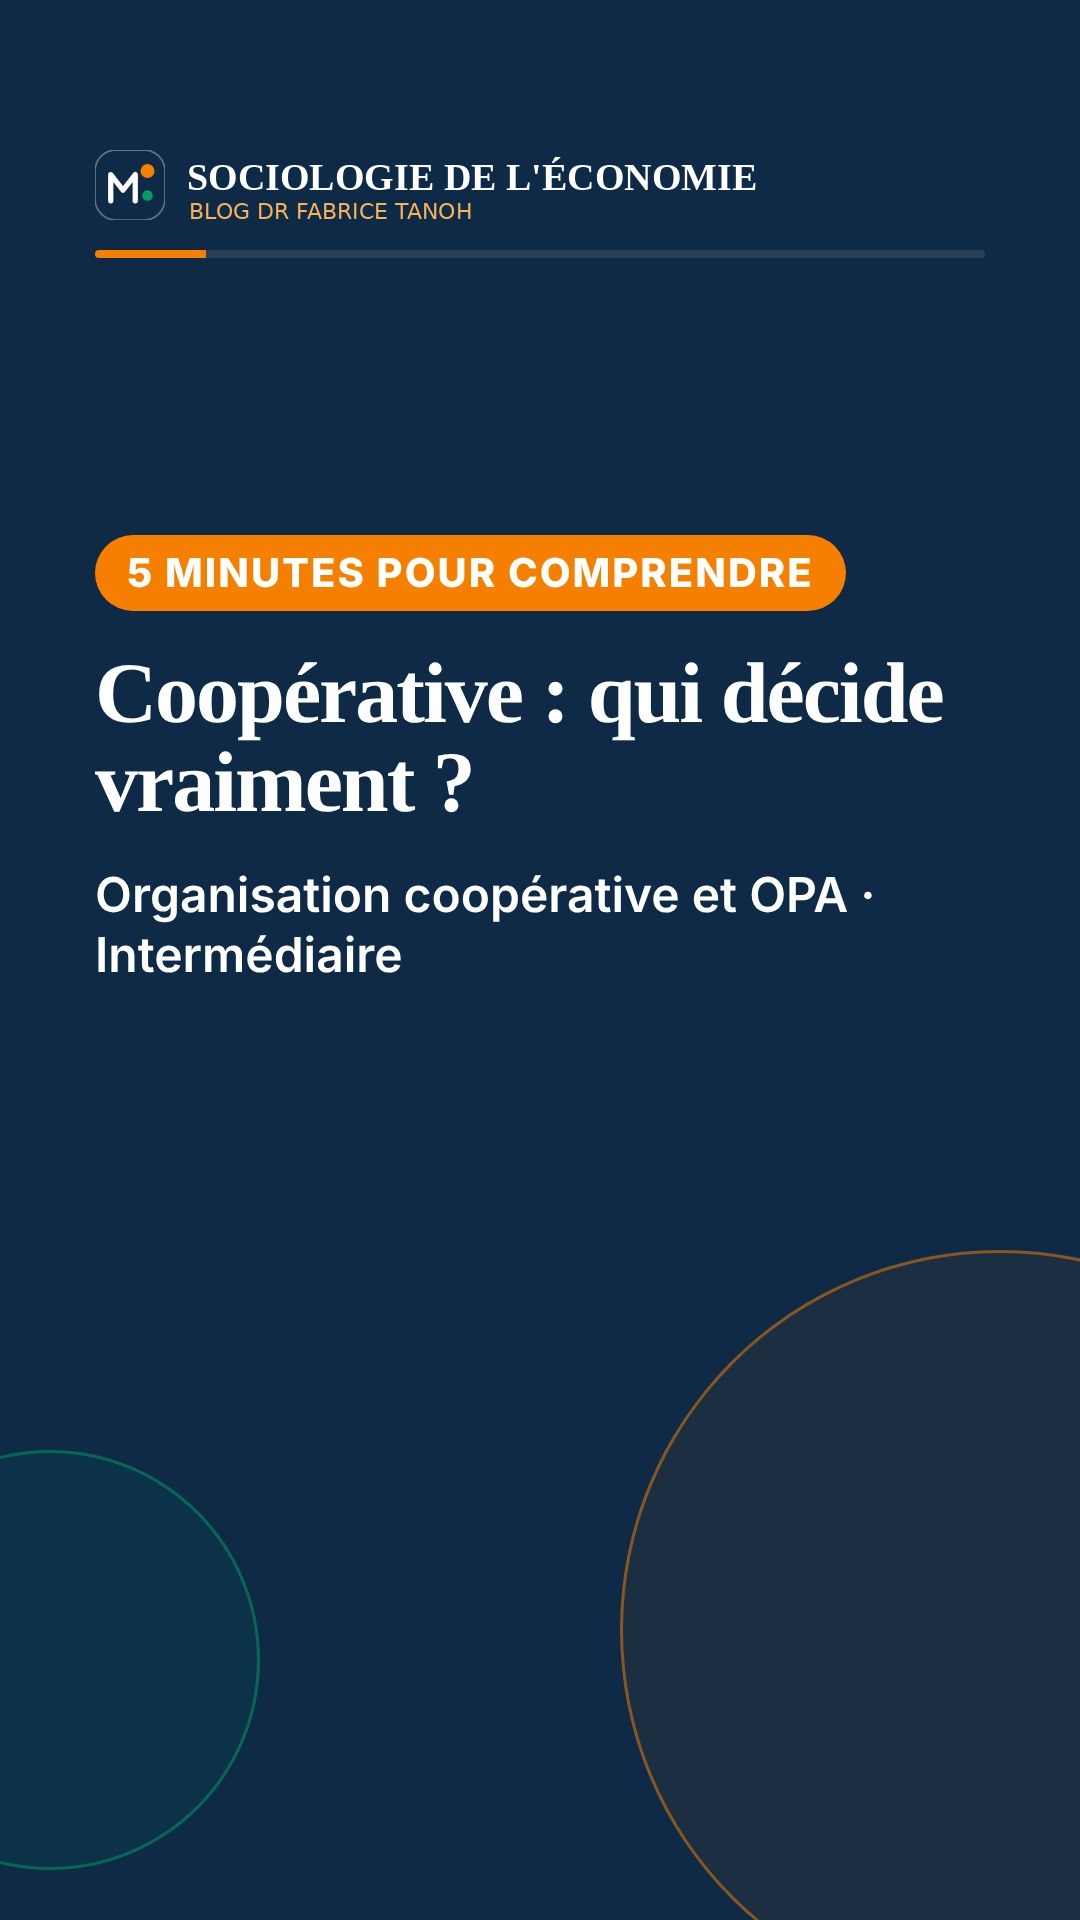 M
SOCIOLOGIE DE L'ÉCONOMIE
BLOG DR FABRICE TANOH
5 MINUTES POUR COMPRENDRE
Coopérative : qui décide
vraiment ?
Organisation coopérative et OPA ·
Intermédiaire